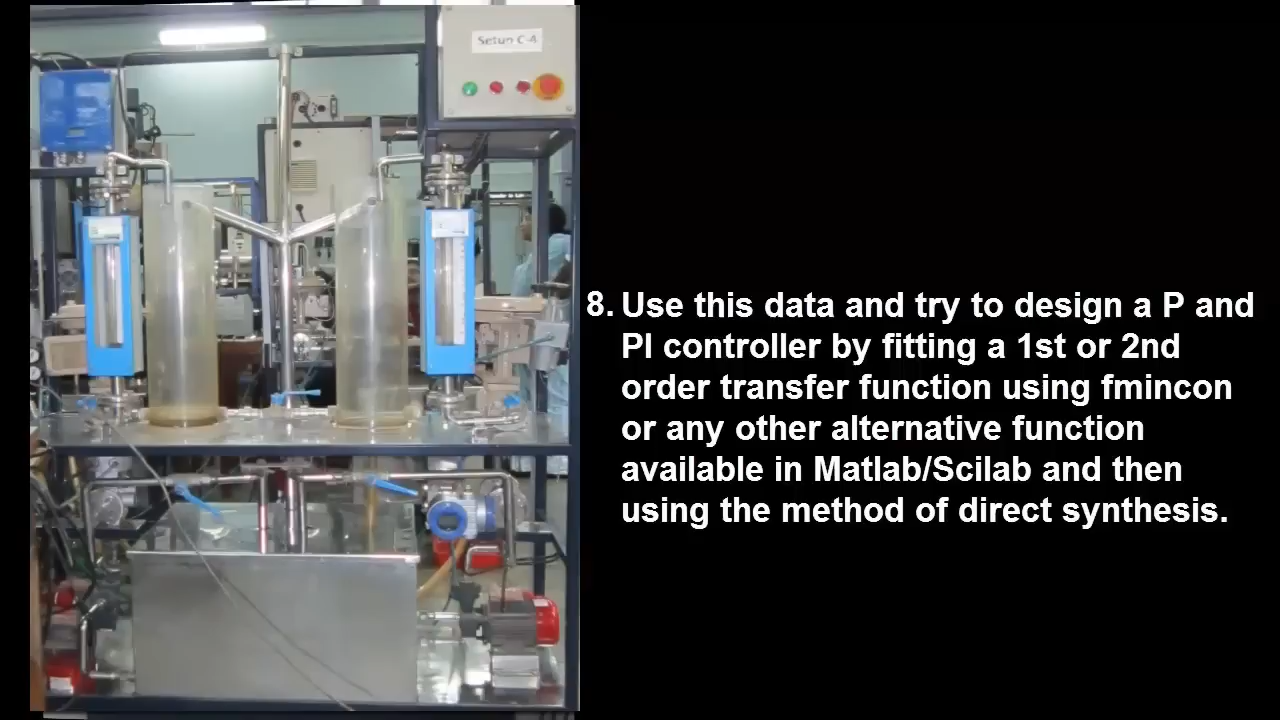 Setup C-4
8. Use this data and try to design a P and
PI controller by fitting a 1st or 2nd
order transfer function using fmincon
or any other alternative function
available in Matlab/Scilab and then
using the method of direct synthesis.